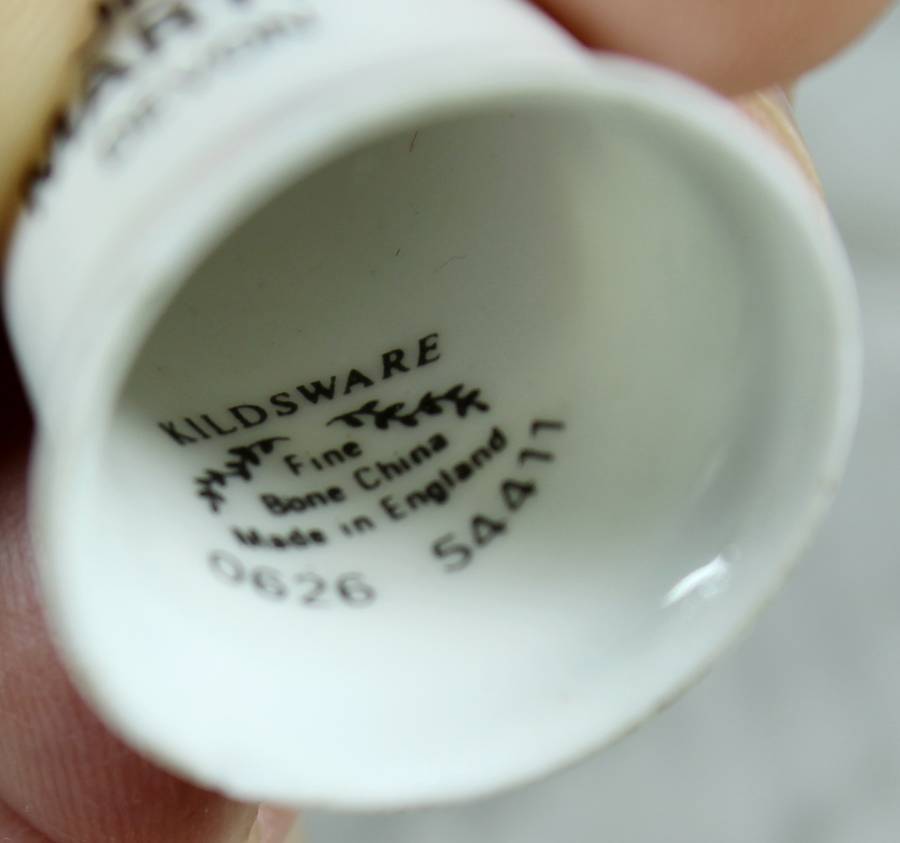 KILDSWARE
Fine
Bone China
Made in England
0626 54411